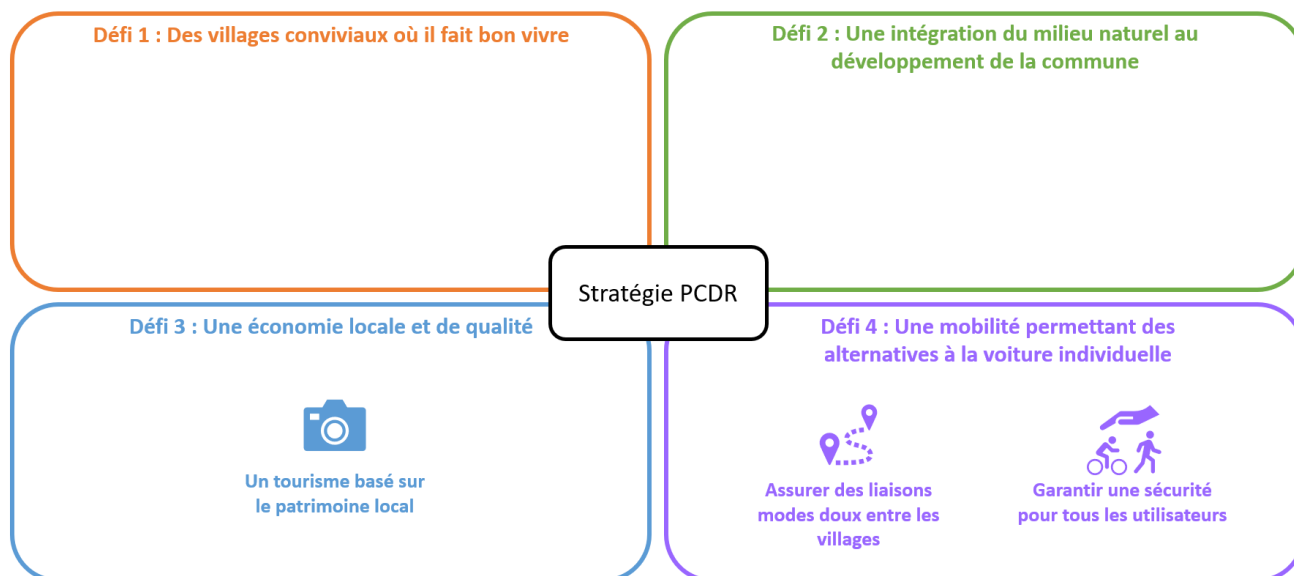 Défi 1 : Des villages conviviaux où il fait bon vivre
Défi 2 : Une intégration du milieu naturel au
développement de la commune
Stratégie PCDR
Défi 3 : Une économie locale et de qualité
Un tourisme basé sur
le patrimoine local
Défi 4 : Une mobilité permettant des
alternatives à la voiture individuelle
Assurer des liaisons
modes doux entre les
villages
Garantir une sécurité
pour tous les utilisateurs